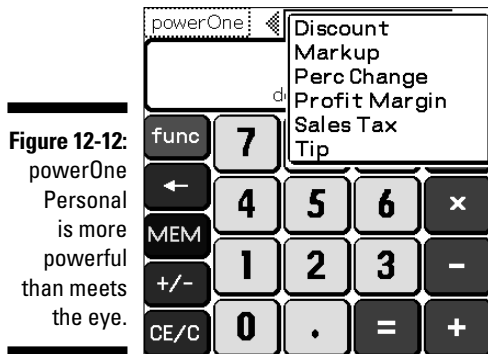 Figure 12-12:
powerOne
Personal
is more
powerful
than meets
the eye.
powerOne
Discount
Markup
Perc Change
Profit Margin
Sales Tax
Tip
func
7
←
4
5
6
×
MEM
1
2
3
−
+/-
CE/C
0
.
=
+